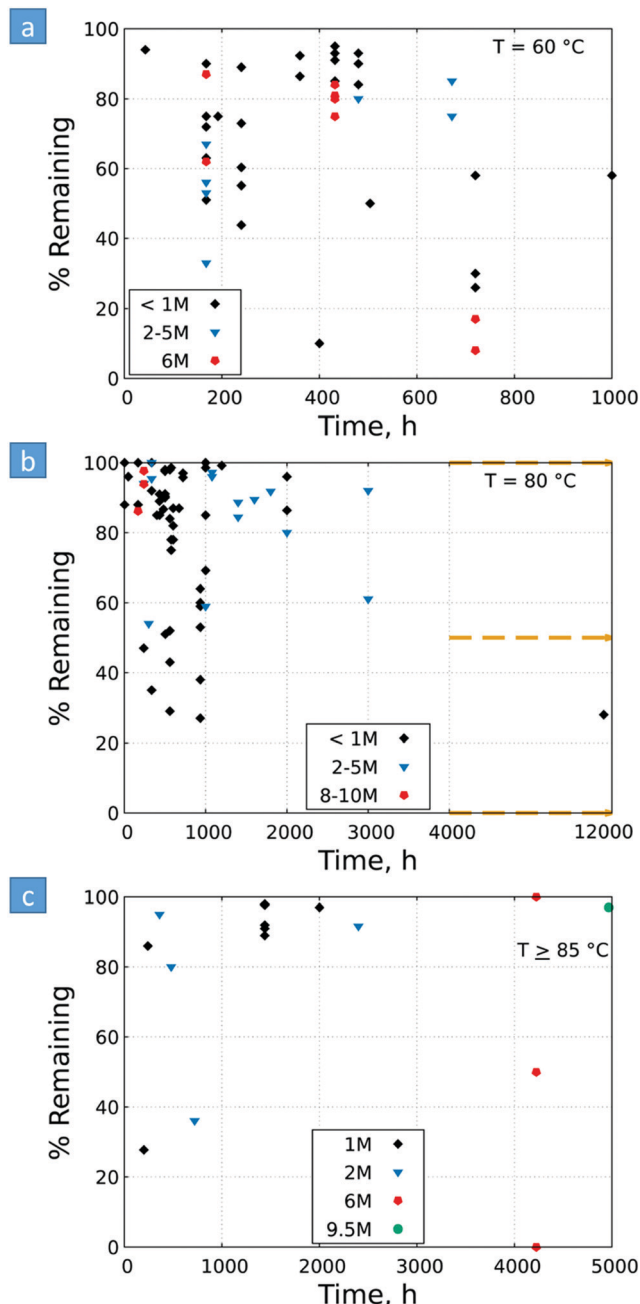 a
100
80
60
40
20
0
% Remaining
T = 60 °C
< 1M
2-5M
6M
200
400
600
800
1000
Time, h
b
100
80
60
40
20
0
% Remaining
T = 80 °C
< 1M
2-5M
8-10M
0
1000
2000
3000
4000
12000
Time, h
c
100
80
60
40
20
0
% Remaining
T ≥ 85 °C
1M
2M
6M
9.5M
0
1000
2000
3000
4000
5000
Time, h